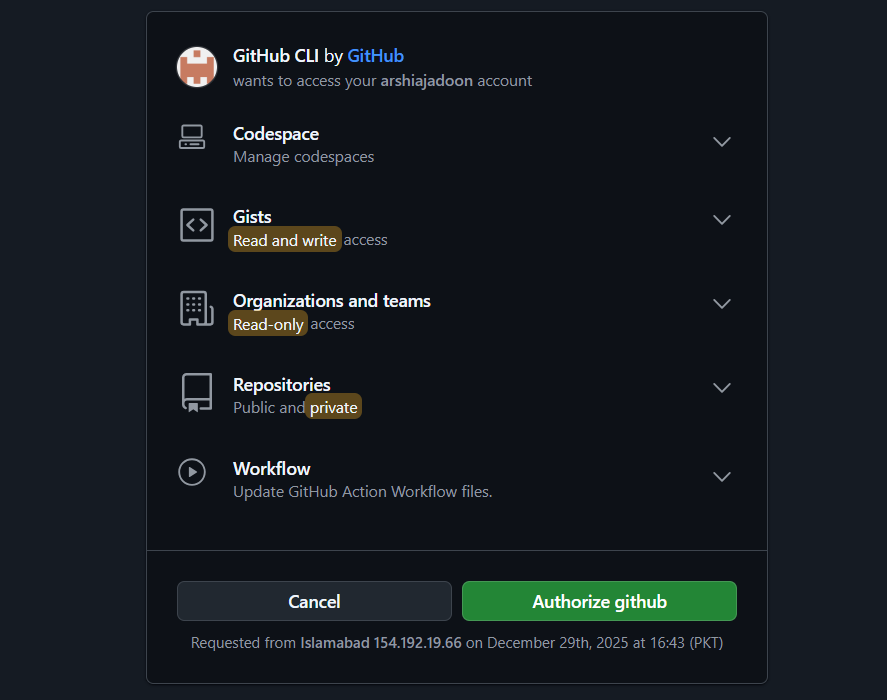 GitHub CLI by GitHub
wants to access your arshiajadoon account
Codespace
Manage codespaces
Gists
Read and write access
Organizations and teams
Read-only access
Repositories
Public and private
Workflow
Update GitHub Action Workflow files.
Cancel
Authorize github
Requested from Islamabad 154.192.19.66 on December 29th, 2025 at 16:43 (PKT)